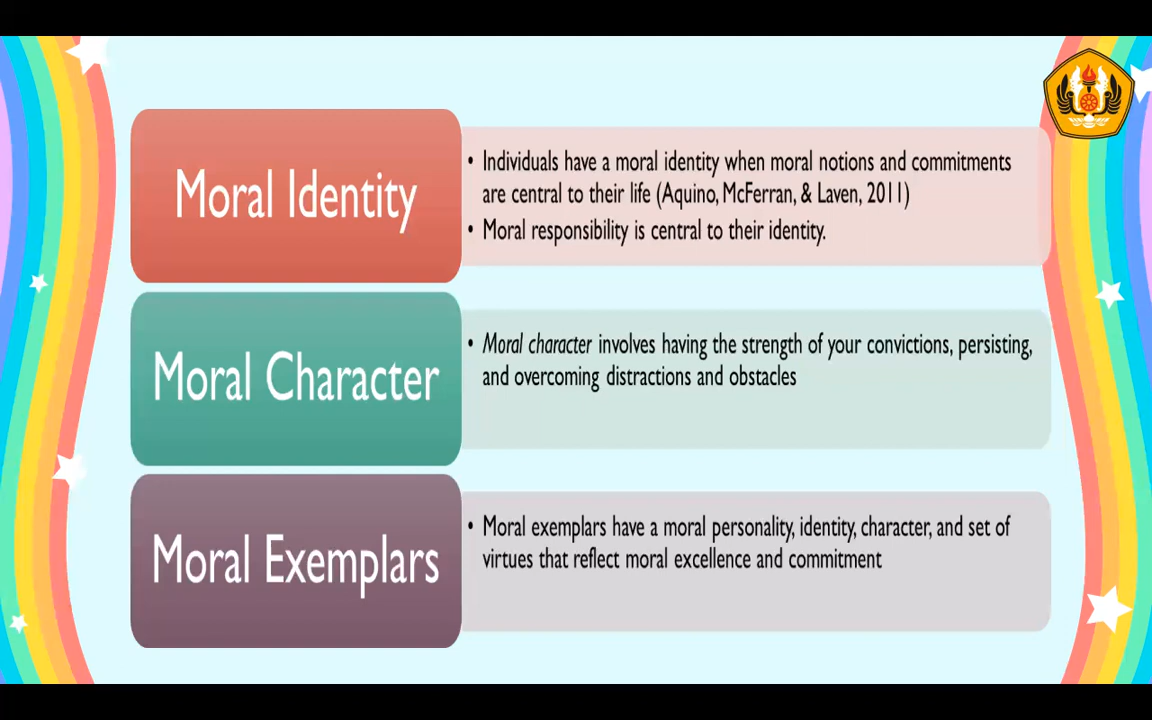 Moral Identity
• Individuals have a moral identity when moral notions and commitments
are central to their life (Aquino, McFerran, & Laven, 2011)
• Moral responsibility is central to their identity.
Moral Character
• Moral character involves having the strength of your convictions, persisting,
and overcoming distractions and obstacles
Moral Exemplars
• Moral exemplars have a moral personality, identity, character, and set of
virtues that reflect moral excellence and commitment